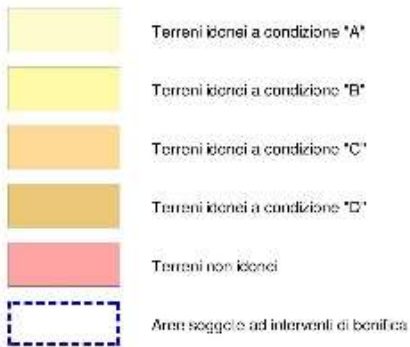 Terreni idonei a condizione "A"
Terreni idonei a condizione "B"
Terreni idonei a condizione "C"
Terreni idonei a condizione "D"
Terreni non idonei
Aree soggete ad interventi di bonifica